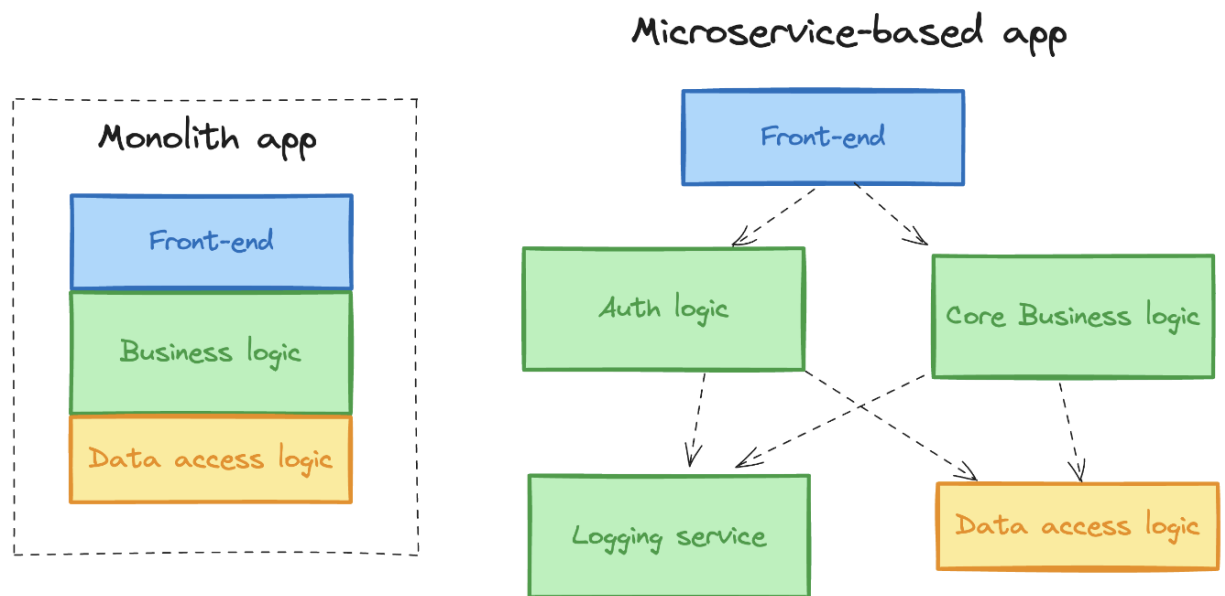 Monolith app
Front-end
Business logic
Data access logic
Microservice-based app
Front-end
Auth logic
Core Business logic
Logging service
Data access logic